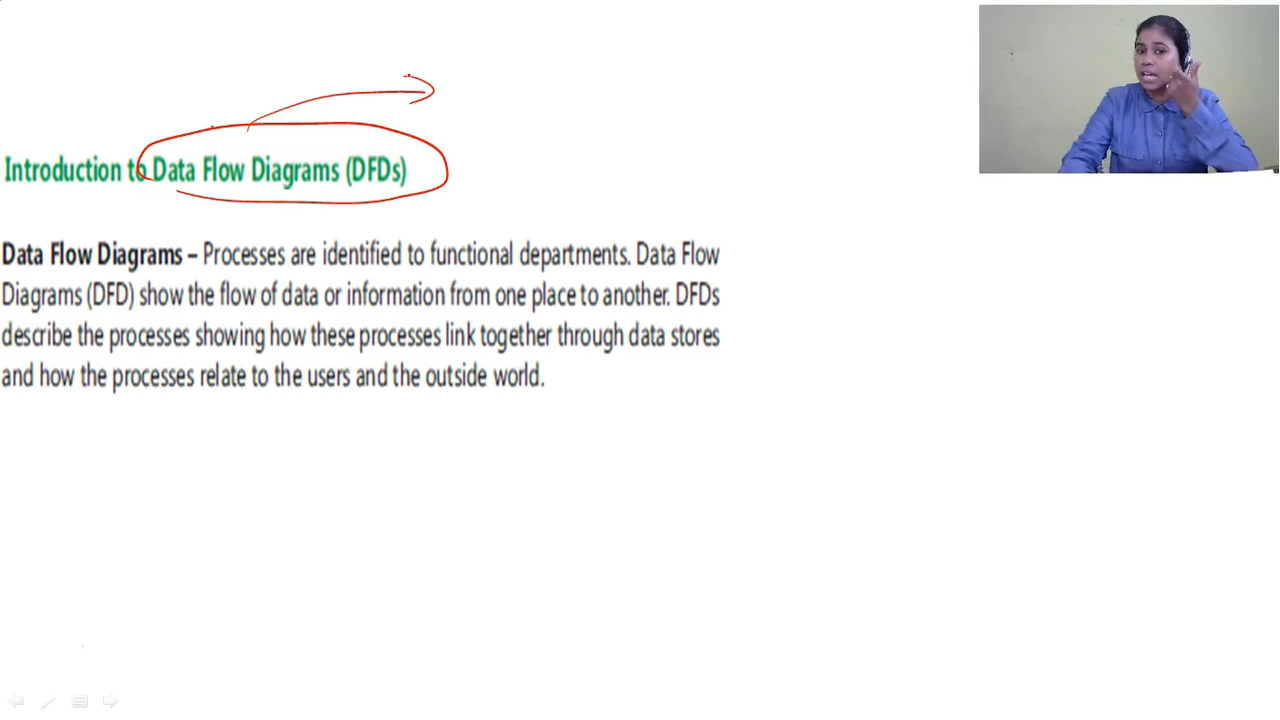 Introduction to Data Flow Diagrams (DFDs)
Data Flow Diagrams – Processes are identified to functional departments. Data Flow
Diagrams (DFD) show the flow of data or information from one place to another. DFDs
describe the processes showing how these processes link together through data stores
and how the processes relate to the users and the outside world.